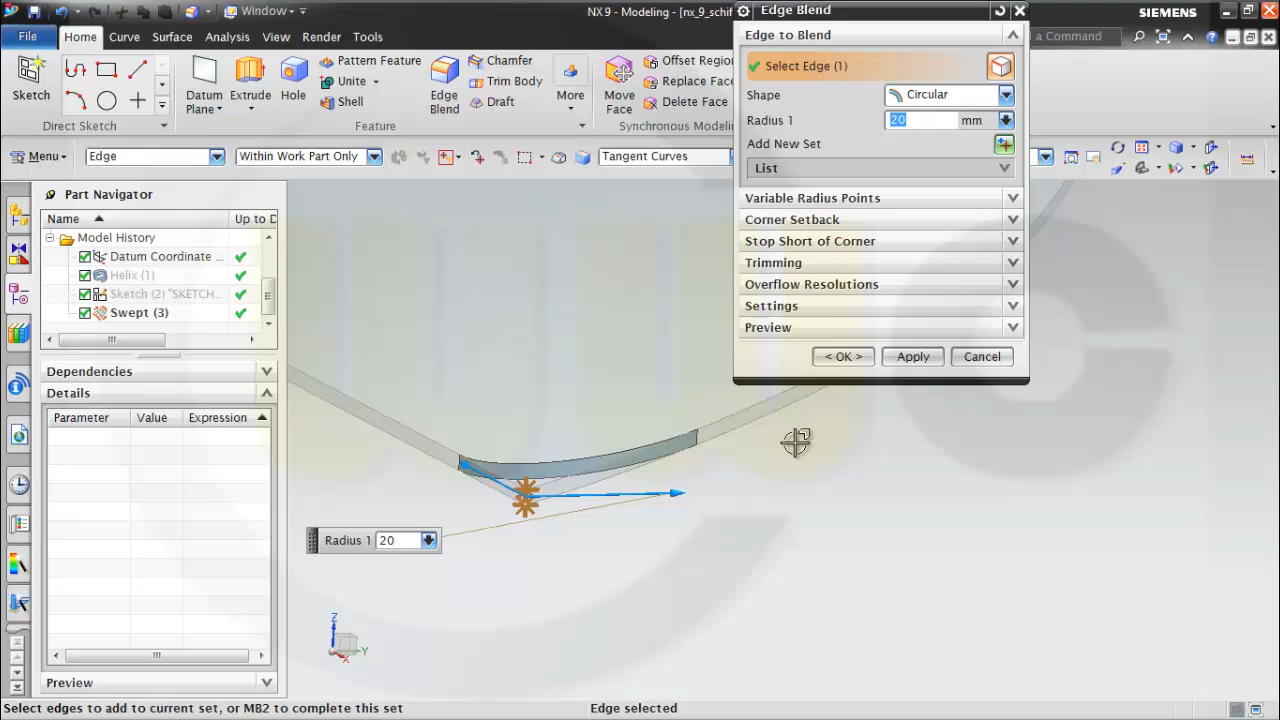 Window
NX 9 - Modeling - [nx_9_schif
Edge Blend
SIEMENS
File
Home
Curve
Surface
Analysis
View
Render
Tools
a Command
Sketch
Datum
Plane
Extrude
Hole
Pattern Feature
Unite
Shell
Edge
Blend
Chamfer
Trim Body
Draft
More
Move
Face
Offset Region
Replace Face
Delete Face
Direct Sketch
Feature
Synchronous Modeling
Menu
Edge
Within Work Part Only
Tangent Curves
Edge to Blend
Select Edge (1)
Shape
Circular
Radius 1
20
mm
Add New Set
List
Variable Radius Points
Corner Setback
Stop Short of Corner
Trimming
Overflow Resolutions
Settings
Preview
< OK >
Apply
Cancel
Part Navigator
Name
Up to D
Model History
Datum Coordinate ...
Helix (1)
Sketch (2) "SKETCH...
Swept (3)
Dependencies
Details
Parameter
Value
Expression
Preview
Radius 1 20
Z
Y
X
Select edges to add to current set, or MB2 to complete this set
Edge selected